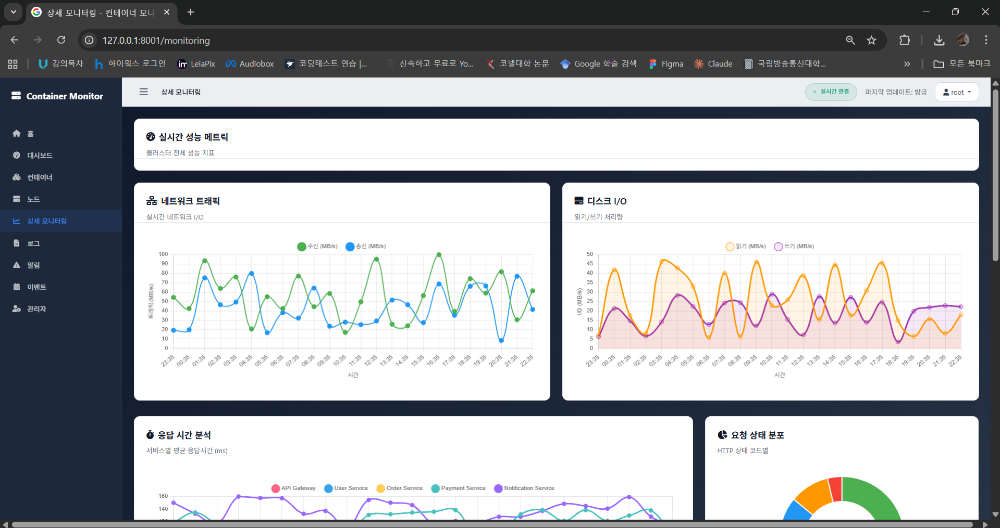 상세 모니터링 - 컨테이너 모니
127.0.0.1:8001/monitoring
강의목차
하이웍스 로그인
LeiaPix
Audiobox
코딩테스트 연습 |...
신속하고 무료로 Yo...
코넬대학 논문
Google 학술 검색
Figma
Claude
국립방송통신대학...
모든 북마크
Container Monitor
홈
대시보드
컨테이너
노드
상세 모니터링
로그
알림
이벤트
관리자
상세 모니터링
실시간 연결
마지막 업데이트: 방금
root
실시간 성능 메트릭
클러스터 전체 성능 지표
네트워크 트래픽
실시간 네트워크 I/O
수신 (MB/s) 송신 (MB/s)
트래픽 (MB/s)
100
90
80
70
60
50
40
30
20
10
0
23:35 00:35 01:35 02:35 03:35 04:35 05:35 06:35 07:35 08:35 09:35 10:35 11:35 12:35 13:35 14:35 15:35 16:35 17:35 18:35 19:35 20:35 21:35 22:35
시간
디스크 I/O
읽기/쓰기 처리량
읽기 (MB/s) 쓰기 (MB/s)
I/O (MB/s)
50
45
40
35
30
25
20
15
10
5
0
23:35 00:35 01:35 02:35 03:35 04:35 05:35 06:35 07:35 08:35 09:35 10:35 11:35 12:35 13:35 14:35 15:35 16:35 17:35 18:35 19:35 20:35 21:35 22:35
시간
응답 시간 분석
서비스별 평균 응답시간 (ms)
API Gateway User Service Order Service Payment Service Notification Service
160
140
요청 상태 분포
HTTP 상태 코드별